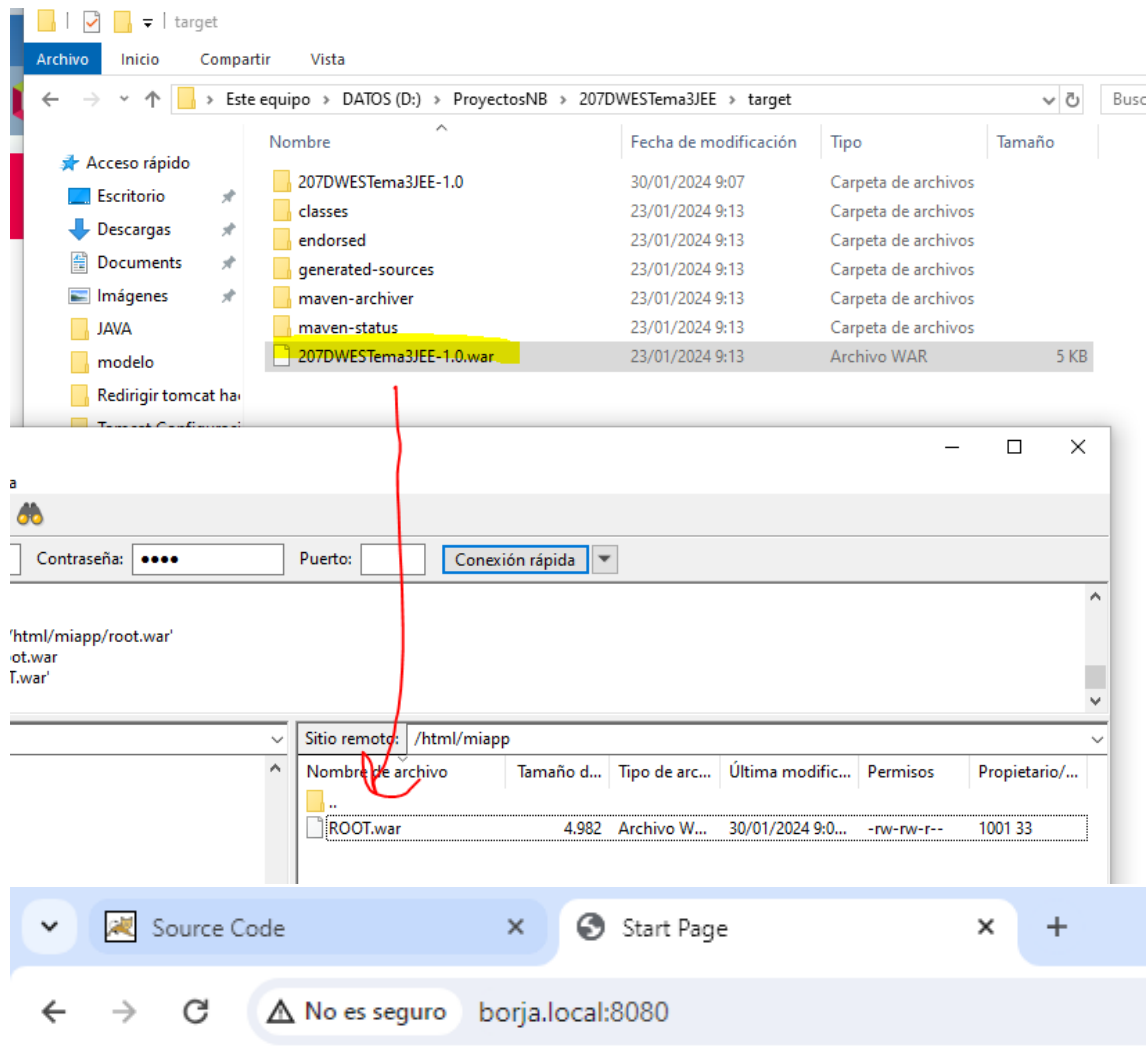 target
Archivo Inicio Compartir Vista
Este equipo > DATOS (D:) > ProyectosNB > 207DWESTema3JEE > target Busc
Nombre Fecha de modificación Tipo Tamaño
Acceso rápido
Escritorio
Descargas
Documents
Imágenes
JAVA
modelo
Redirigir tomcat ha
207DWESTema3JEE-1.0 30/01/2024 9:07 Carpeta de archivos
classes 23/01/2024 9:13 Carpeta de archivos
endorsed 23/01/2024 9:13 Carpeta de archivos
generated-sources 23/01/2024 9:13 Carpeta de archivos
maven-archiver 23/01/2024 9:13 Carpeta de archivos
maven-status 23/01/2024 9:13 Carpeta de archivos
207DWESTema3JEE-1.0.war 23/01/2024 9:13 Archivo WAR 5 KB
a
Contraseña: •••• Puerto: Conexión rápida
'html/miapp/root.war'
ot.war
T.war'
Sitio remoto: /html/miapp
Nombre de archivo Tamaño d... Tipo de arc... Última modific... Permisos Propietario/...
..
ROOT.war 4.982 Archivo W... 30/01/2024 9:0... -rw-rw-r-- 1001 33
Source Code Start Page
No es seguro borja.local:8080